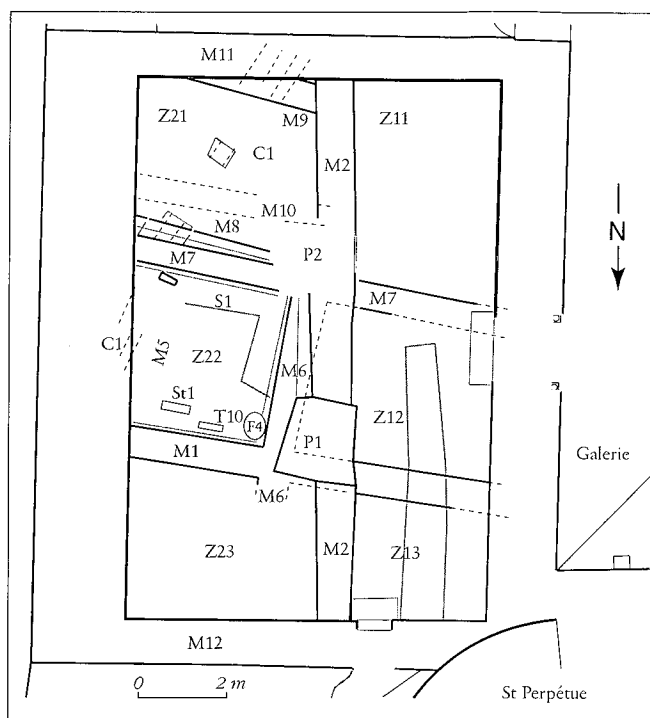 M11
Z21
M9
Z11
C1
M2
M10
M8
N
P2
M7
M7
S1
C1
M5
Z22
M6
St1
T10
F4
Z12
P1
M1
Galerie
M6
Z23
M2
Z13
M12
0 2 m
St Perpétue